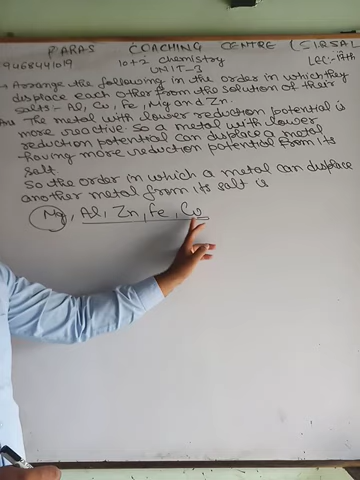 PARAS COACHING CENTRE (SIRSA)
9468441019 10+2 Chemistry LEC:-17th
UNIT-3
→ Arrange the following in the order in which they
displace each other from the solution of their
salts:- Al, Cu, Fe, Mg and Zn.
Ans The metal with lower reduction potential is
more reactive. So a metal with lower
reduction potential can displace a metal
having more reduction potential from its
salt.
So the order in which a metal can displace
another metal from its salt is
Mg, Al, Zn, Fe, Cu